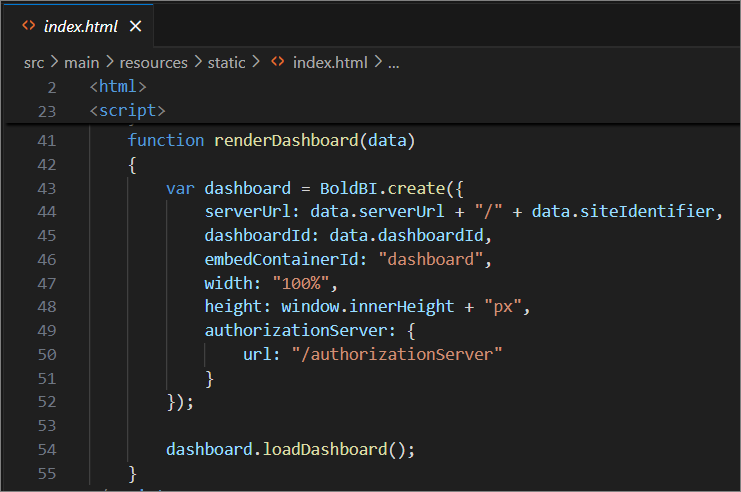 index.html
src > main > resources > static > <> index.html > ...
2 <html>
23 <script>
41 function renderDashboard(data)
42 {
43 var dashboard = BoldBI.create({
44 serverUrl: data.serverUrl + "/" + data.siteIdentifier,
45 dashboardId: data.dashboardId,
46 embedContainerId: "dashboard",
47 width: "100%",
48 height: window.innerHeight + "px",
49 authorizationServer: {
50 url: "/authorizationServer"
51 }
52 });
53
54 dashboard.loadDashboard();
55 }